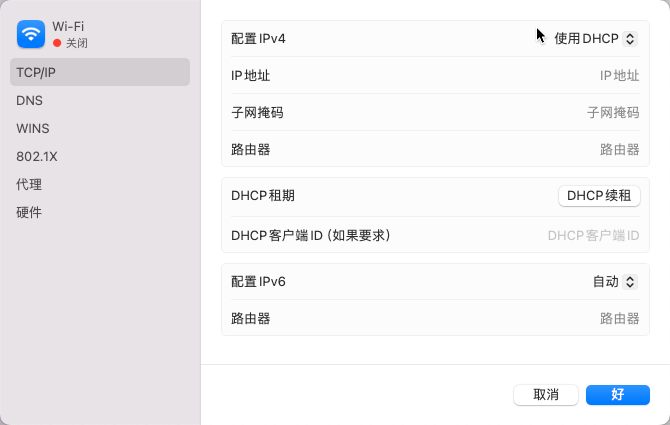 Wi-Fi
关闭
TCP/IP
DNS
WINS
802.1X
代理
硬件
配置 IPv4 使用 DHCP
IP 地址 IP 地址
子网掩码 子网掩码
路由器 路由器
DHCP 租期 DHCP 续租
DHCP 客户端 ID（如果要求） DHCP 客户端 ID
配置 IPv6 自动
路由器 路由器
取消 好